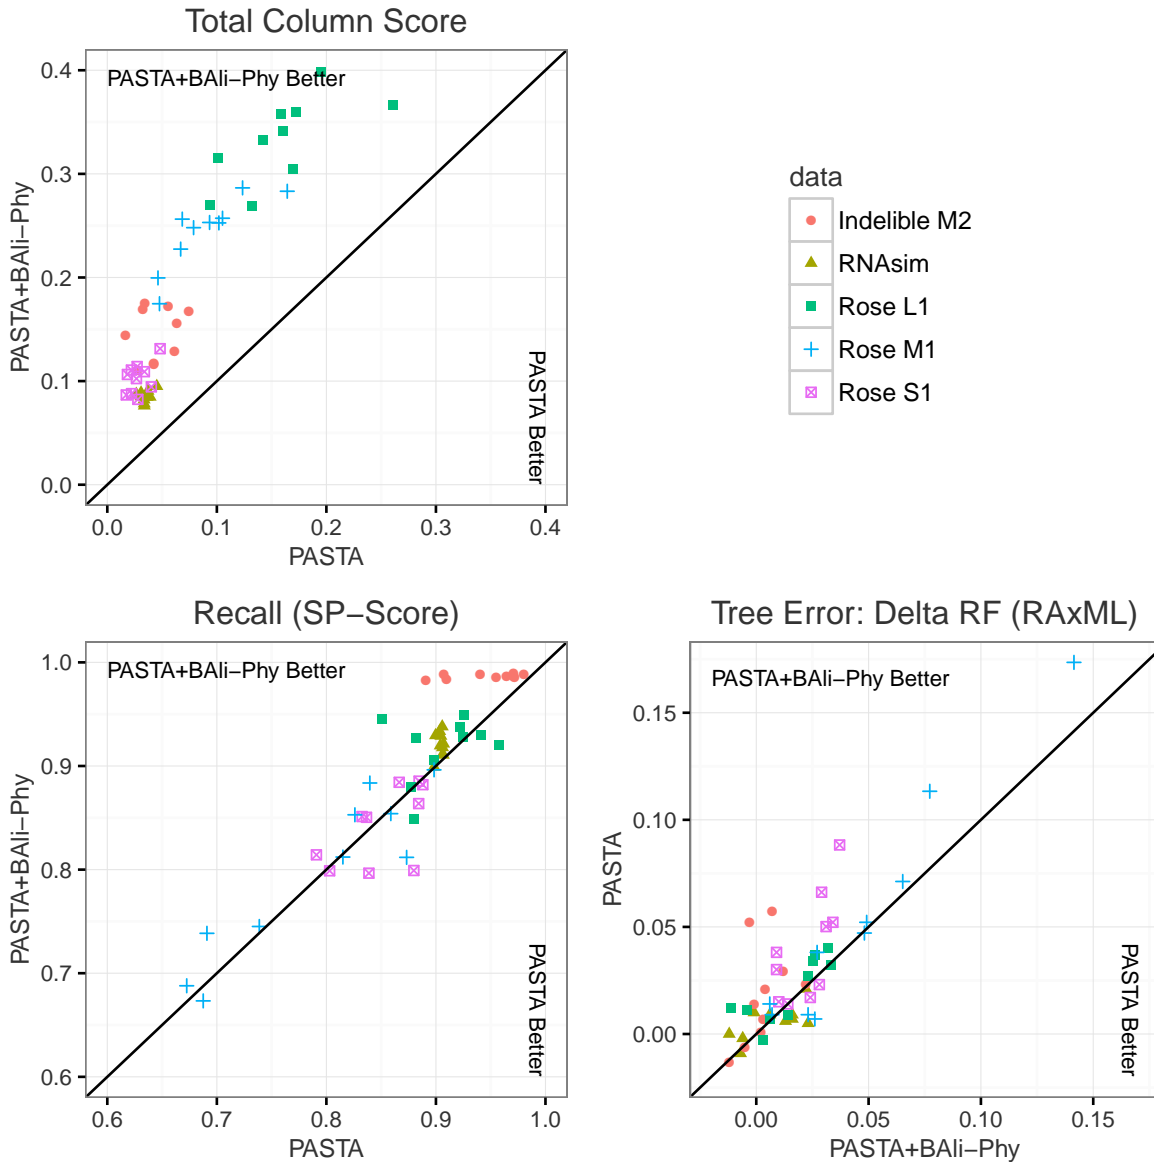 Total Column Score
PASTA+BAli−Phy Better
PASTA Better
0.4
0.3
0.2
0.1
0.0
PASTA+BAli−Phy
0.0 0.1 0.2 0.3 0.4
PASTA
data
Indelible M2
RNAsim
Rose L1
Rose M1
Rose S1
Recall (SP−Score)
PASTA+BAli−Phy Better
PASTA Better
1.0
0.9
0.8
0.7
0.6
PASTA+BAli−Phy
0.6 0.7 0.8 0.9 1.0
PASTA
Tree Error: Delta RF (RAxML)
PASTA+BAli−Phy Better
PASTA Better
0.15
0.10
0.05
0.00
PASTA
0.00 0.05 0.10 0.15
PASTA+BAli−Phy